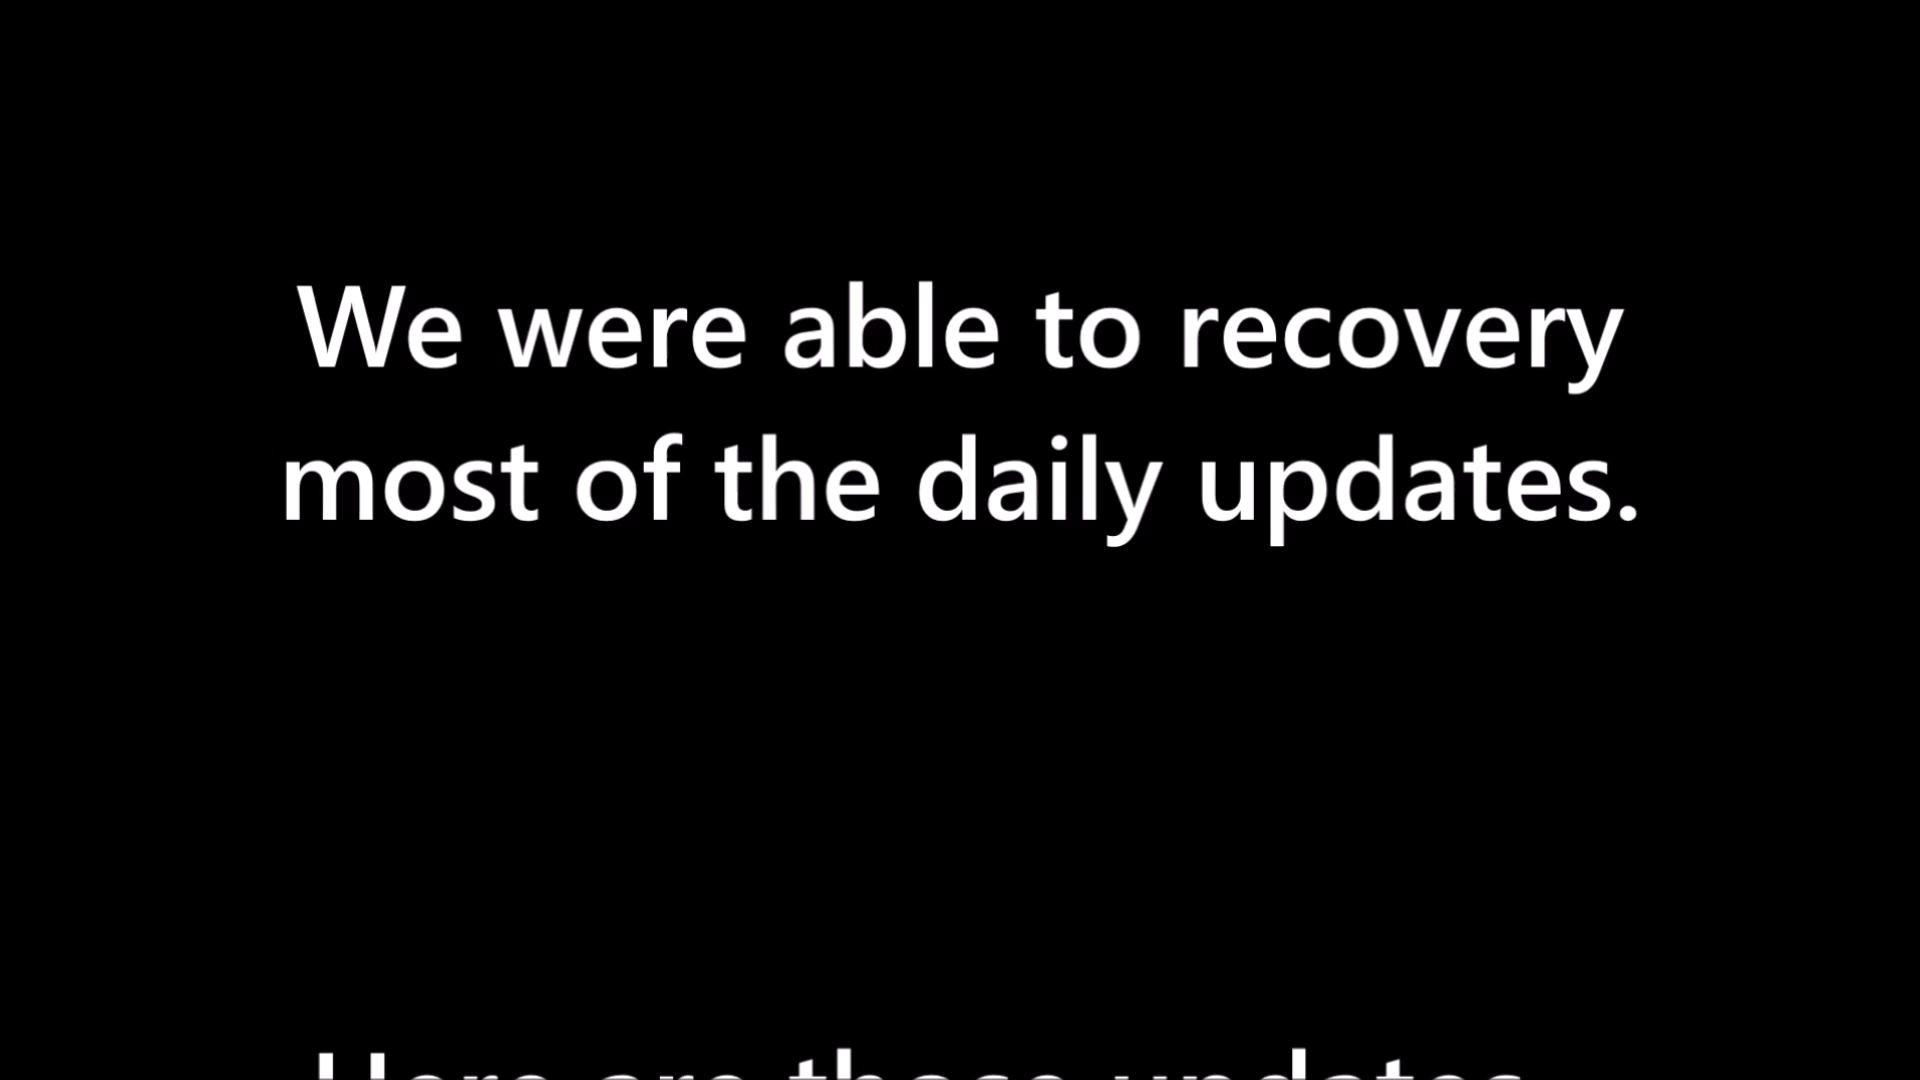 We were able to recovery
most of the daily updates.
Here are those updates